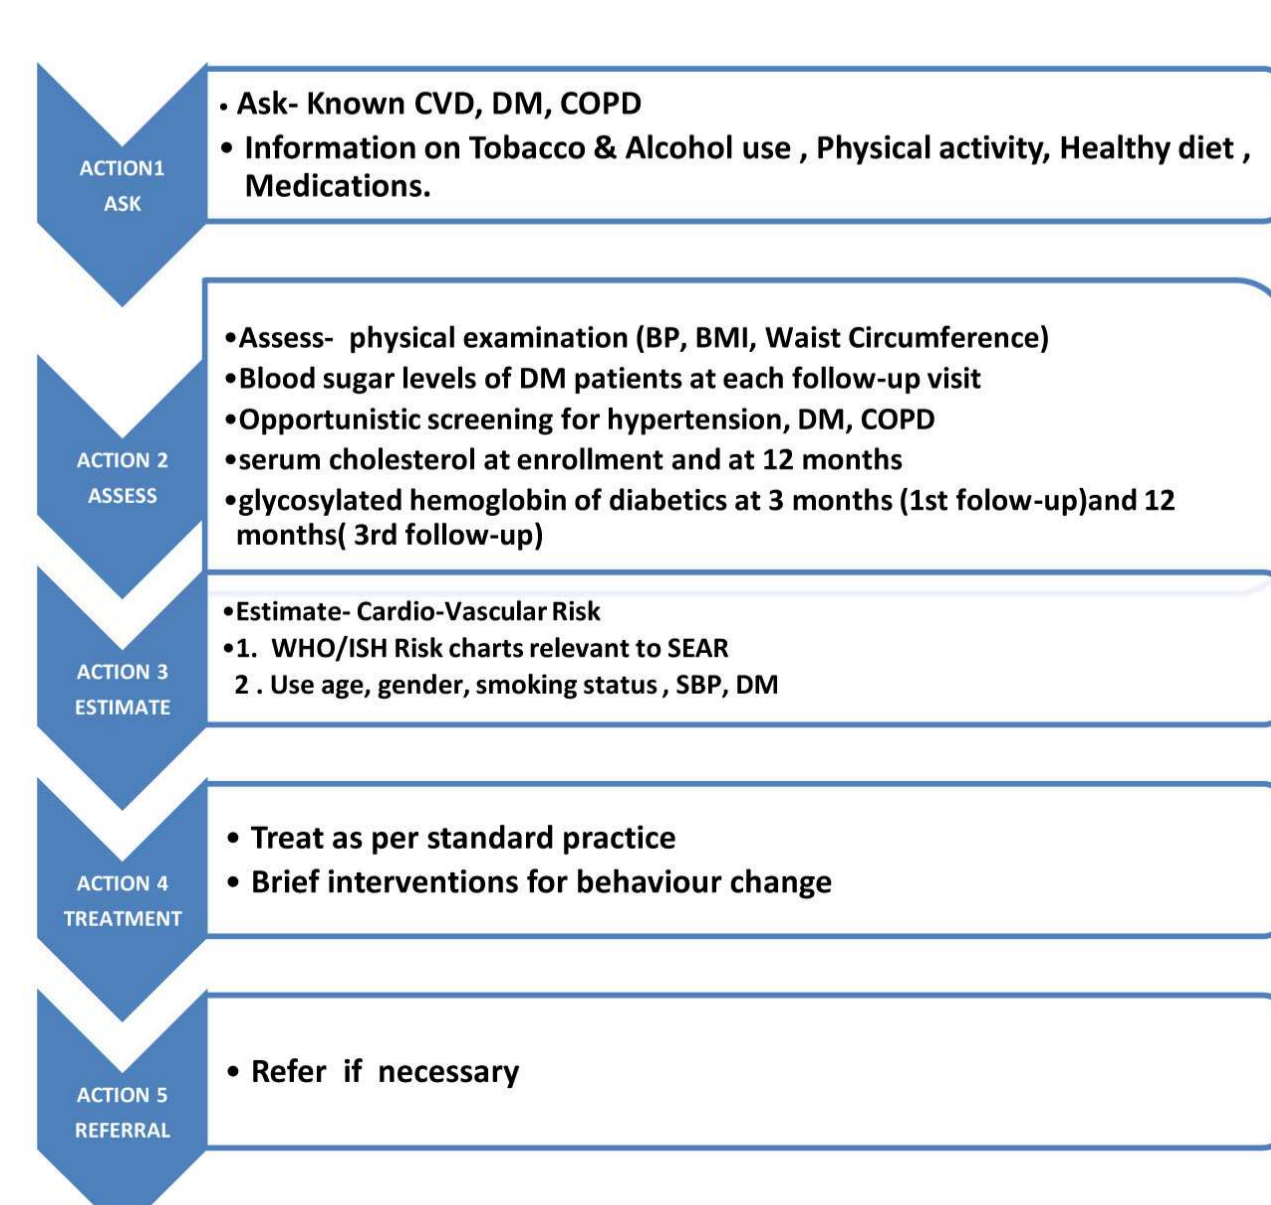 ACTION1
ASK
• Ask- Known CVD, DM, COPD
• Information on Tobacco & Alcohol use , Physical activity, Healthy diet ,
Medications.
ACTION 2
ASSESS
•Assess- physical examination (BP, BMI, Waist Circumference)
•Blood sugar levels of DM patients at each follow-up visit
•Opportunistic screening for hypertension, DM, COPD
•serum cholesterol at enrollment and at 12 months
•glycosylated hemoglobin of diabetics at 3 months (1st folow-up)and 12
months( 3rd follow-up)
ACTION 3
ESTIMATE
•Estimate- Cardio-Vascular Risk
•1. WHO/ISH Risk charts relevant to SEAR
2 . Use age, gender, smoking status , SBP, DM
ACTION 4
TREATMENT
• Treat as per standard practice
• Brief interventions for behaviour change
ACTION 5
REFERRAL
• Refer if necessary